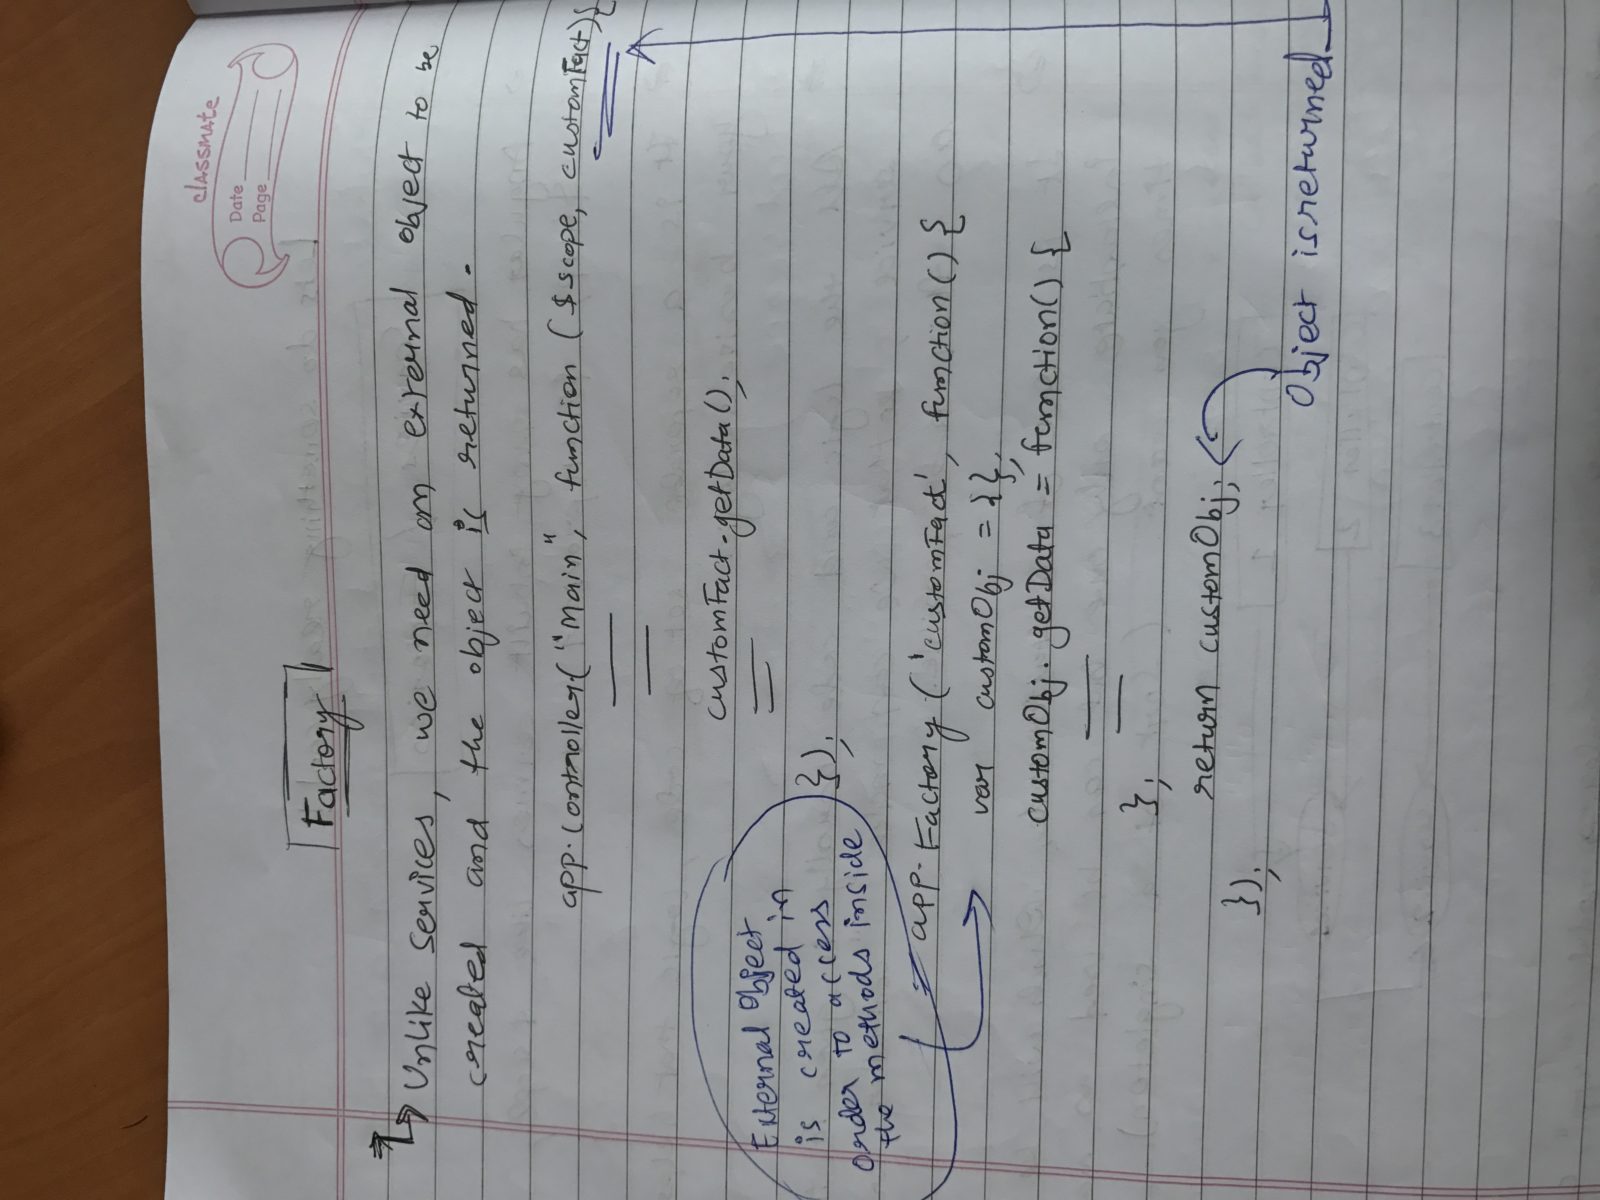 classmate
Date
Page
Factory
Unlike services, we need an external object to be
created and the object is returned.
app.controller("Main", function ($scope, customFact){
customFact.getData();
});
External Object
is created in
order to access
the methods inside
app.Factory('customFact', function() {
var customObj = {};
customObj.getData = function() {
};
return customObj;
});
Object is returned